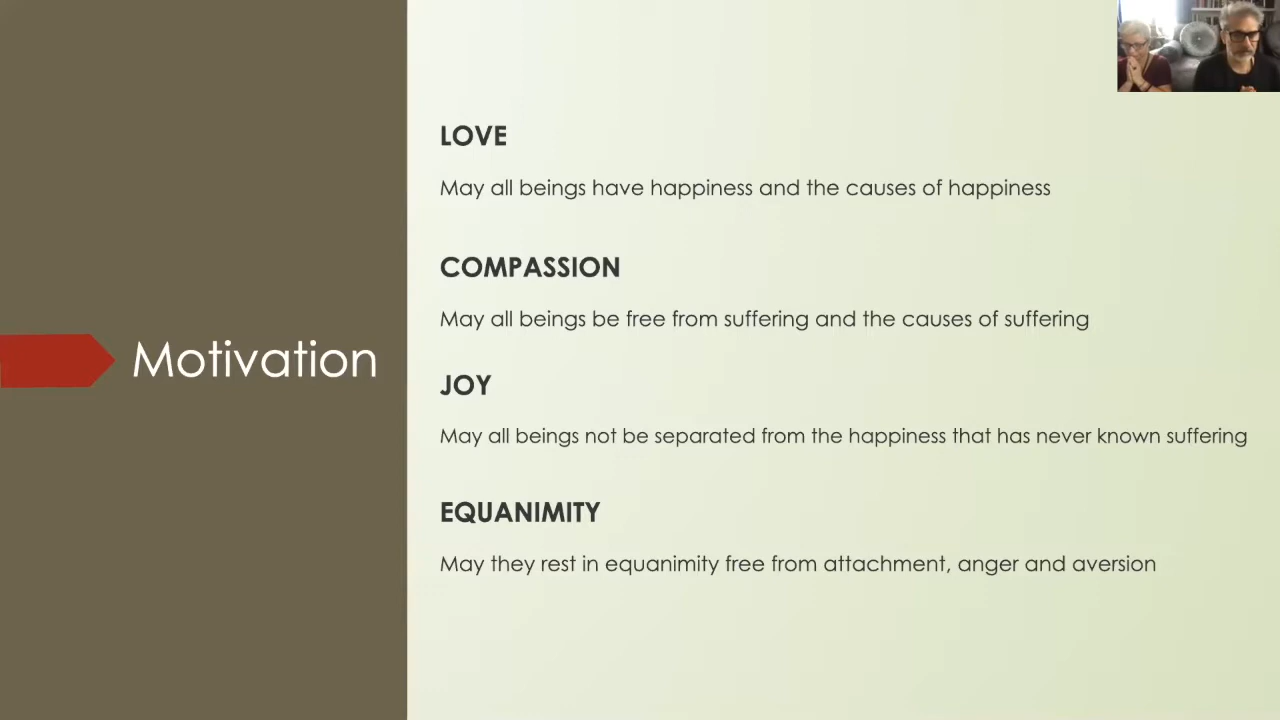 Motivation
LOVE
May all beings have happiness and the causes of happiness
COMPASSION
May all beings be free from suffering and the causes of suffering
JOY
May all beings not be separated from the happiness that has never known suffering
EQUANIMITY
May they rest in equanimity free from attachment, anger and aversion